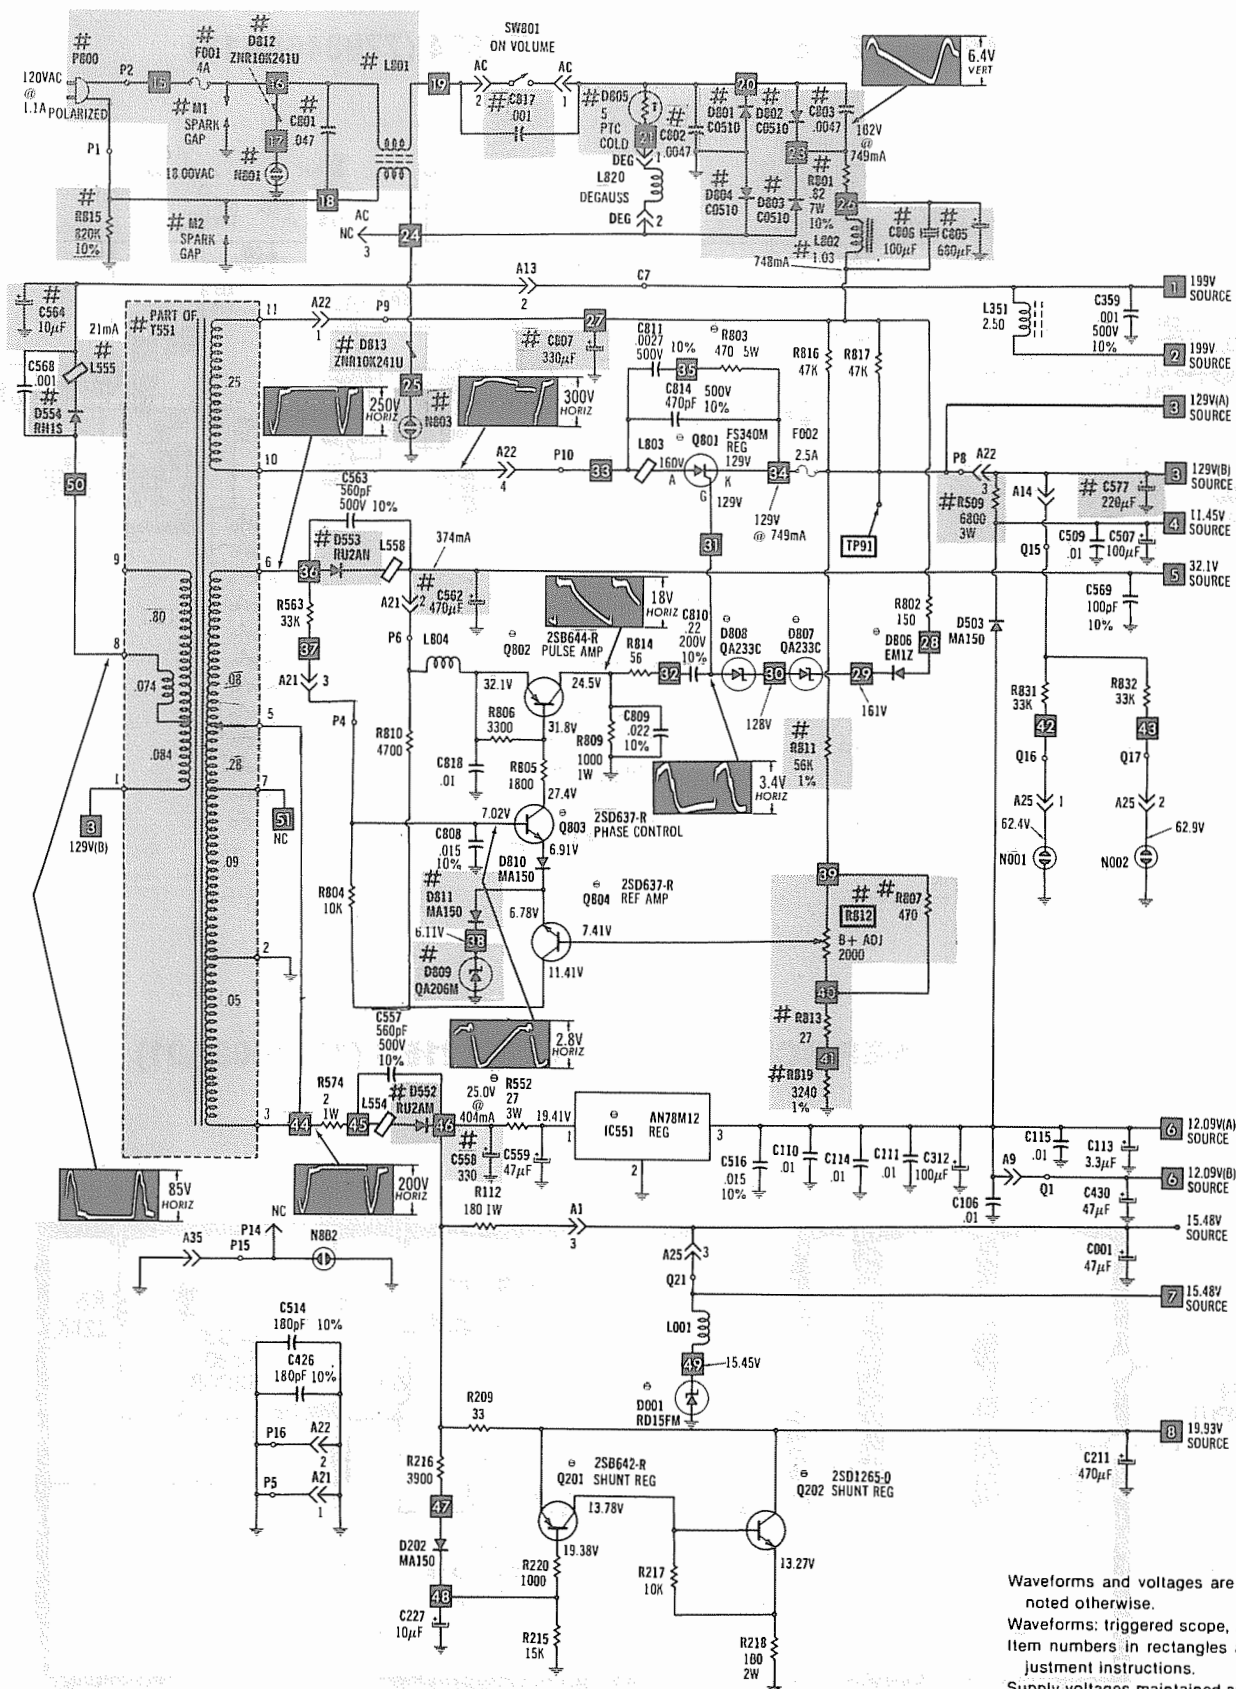 #
P800
P2
120VAC
@
1.1A
POLARIZED
P1
#
R815
820K
10%
15
#
F001
4A
#
D812
ZNR10K241U
16
# M1
SPARK
GAP
17
#
C801
.047
18.00VAC
N801
18
# M2
SPARK
GAP
# L801
19
SW801
ON VOLUME
AC
2
AC
1
# C817
.001
AC
NC
3
24
# D805
5
PTC
COLD
21
DEG
1
L820
DEGAUSS
DEG
2
#
C802
.0047
20
# D801
C0510
# D802
C0510
# C803
.0047
162V
@
749mA
6.4V
VERT
23
#
R801
.82
7W
10%
#
D804
C0510
#
D803
C0510
26
# L802
1.03
748mA
#
C806
100µF
#
C805
680µF
A13
2
C7
1
199V
SOURCE
L351
2.50
C359
.001
500V
10%
2
199V
SOURCE
#
C564
10µF
21mA
#
L555
C568
.001
#
D554
RH1S
50
# PART OF
Y551
11
A22
1
P9
27
# D813
ZNR10K241U
25
#
N803
# C807
330µF
.25
250V
HORIZ
300V
HORIZ
10
A22
4
P10
33
C811
.0027
500V
10%
35
R803
470 5W
C814
470pF
500V
10%
L803
Q801
FS340M
REG
160V
129V
A
K
G
129V
34
F002
2.5A
129V
@ 749mA
31
R816
47K
R817
47K
TP91
3
129V(A)
SOURCE
P8
A22
3
3
129V(B)
SOURCE
# R509
6800
3W
A14
# C577
220µF
4
11.45V
SOURCE
C509
.01
C507
100µF
Q15
5
32.1V
SOURCE
C569
100pF
10%
C563
560pF
500V 10%
9
6
36
# D553
RU2AN
L558
374mA
#
C562
470µF
R563
33K
37
A21
3
A21
2
P6
P4
.80
8
.074
.08
.084
5
.28
1
7
51
NC
3
129V(B)
.09
L804
Q802
2SB644-R
PULSE AMP
18V
HORIZ
R814
56
32
C810
.22
200V
10%
D808
QA233C
30
D807
QA233C
29
D806
EM1Z
28
R802
150
128V
161V
32.1V
24.5V
31.8V
R806
3300
R810
4700
C818
.01
R805
1800
R809
1000
1W
C809
.022
10%
3.4V
HORIZ
27.4V
7.02V
2SD637-R
PHASE CONTROL
Q803
6.91V
C808
.015
10%
D810
MA150
#
D811
MA150
6.11V
38
#
D809
QA206M
R804
10K
2SD637-R
REF AMP
Q804
6.78V
7.41V
11.41V
#
R811
56K
1%
39
#
R812
B+ ADJ
2000
# R807
470
40
# R813
27
41
# R819
3240
1%
D503
MA150
R831
33K
42
Q16
A25
1
62.4V
N001
R832
33K
43
Q17
A25
2
62.9V
N002
2
.05
C557
560pF
500V
10%
2.8V
HORIZ
3
44
R574
2
1W
45
L554
# D552
RU2AM
46
25.0V
@
404mA
#
C558
330
R552
27
3W
19.41V
C559
47µF
1
AN78M12
IC551 REG
3
2
C516
.015
10%
C110
.01
C114
.01
C111
.01
C312
100µF
C115
.01
C113
3.3µF
6
12.09V(A)
SOURCE
A9
Q1
6
12.09V(B)
SOURCE
C106
.01
C430
47µF
85V
HORIZ
200V
HORIZ
R112
180 1W
A1
3
15.48V
SOURCE
C001
47µF
A25
3
Q21
7
15.48V
SOURCE
L001
49
15.45V
D001
RD15FM
A35
P15
P14
NC
N882
C514
180pF 10%
C426
180pF 10%
P16
A22
2
P5
A21
1
R209
33
8
19.93V
SOURCE
C211
470µF
R216
3900
47
D202
MA150
48
C227
10µF
2SB642-R
Q201 SHUNT REG
13.78V
19.38V
R220
1000
R215
15K
R217
10K
2SD1265-O
Q202 SHUNT REG
13.27V
R218
180
2W
Waveforms and voltages are
noted otherwise.
Waveforms: triggered scope,
Item numbers in rectangles
justment instructions.
Supply voltages maintained